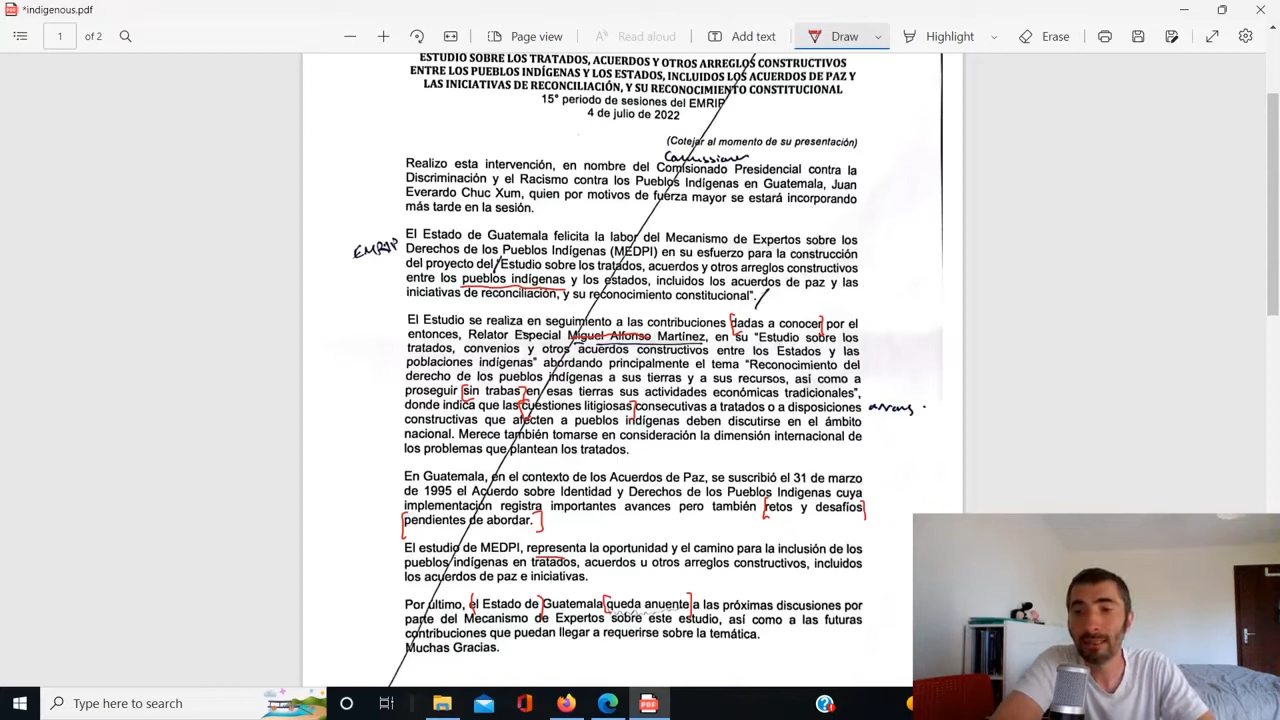 *indigenous.pdf
1 of 2
Page view
Read aloud
Add text
Draw
Highlight
Erase
ESTUDIO SOBRE LOS TRATADOS, ACUERDOS Y OTROS ARREGLOS CONSTRUCTIVOS
ENTRE LOS PUEBLOS INDÍGENAS Y LOS ESTADOS, INCLUIDOS LOS ACUERDOS DE PAZ Y
LAS INICIATIVAS DE RECONCILIACIÓN, Y SU RECONOCIMIENTO CONSTITUCIONAL
15° periodo de sesiones del EMRIP
4 de julio de 2022
(Cotejar al momento de su presentación)
Commissioner
Realizo esta intervención, en nombre del Comisionado Presidencial contra la
Discriminación y el Racismo contra los Pueblos Indígenas en Guatemala, Juan
Everardo Chuc Xum, quien por motivos de fuerza mayor se estará incorporando
más tarde en la sesión.
El Estado de Guatemala felicita la labor del Mecanismo de Expertos sobre los
EMRIP
Derechos de los Pueblos Indígenas (MEDPI) en su esfuerzo para la construcción
del proyecto del Estudio sobre los tratados, acuerdos y otros arreglos constructivos
entre los pueblos indígenas y los estados, incluidos los acuerdos de paz y las
iniciativas de reconciliación, y su reconocimiento constitucional".
El Estudio se realiza en seguimiento a las contribuciones dadas a conocer por el
entonces, Relator Especial Miguel Alfonso Martínez, en su "Estudio sobre los
tratados, convenios y otros acuerdos constructivos entre los Estados y las
poblaciones indígenas" abordando principalmente el tema "Reconocimiento del
derecho de los pueblos indígenas a sus tierras y a sus recursos, así como a
proseguir sin trabas en esas tierras sus actividades económicas tradicionales",
donde indica que las cuestiones litigiosas consecutivas a tratados o a disposiciones
constructivas que afecten a pueblos indígenas deben discutirse en el ámbito
nacional. Merece también tomarse en consideración la dimensión internacional de
los problemas que plantean los tratados.
En Guatemala, en el contexto de los Acuerdos de Paz, se suscribió el 31 de marzo
de 1995 el Acuerdo sobre Identidad y Derechos de los Pueblos Indigenas cuya
implementación registra importantes avances pero también retos y desafíos
pendientes de abordar.
El estudio de MEDPI, representa la oportunidad y el camino para la inclusión de los
pueblos indígenas en tratados, acuerdos u otros arreglos constructivos, incluidos
los acuerdos de paz e iniciativas.
Por último, el Estado de Guatemala queda anuente a las próximas discusiones por
parte del Mecanismo de Expertos sobre este estudio, así como a las futuras
contribuciones que puedan llegar a requerirse sobre la temática.
Muchas Gracias.
Type here to search
PDF